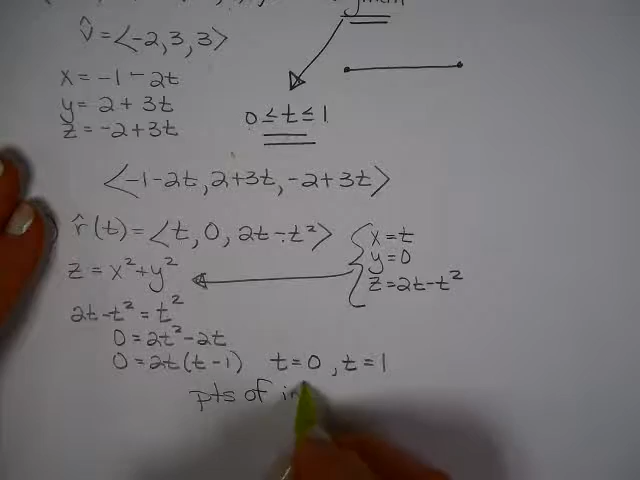 v̂ = <-2, 3, 3>
x = -1 - 2t
y = 2 + 3t
z = -2 + 3t
0 ≤ t ≤ 1
<-1-2t, 2+3t, -2+3t>
r̂(t) = <t, 0, 2t - t²>
x = t
y = 0
z = 2t - t²
z = x² + y²
2t - t² = t²
0 = 2t² - 2t
0 = 2t(t - 1) t = 0, t = 1
pts of in